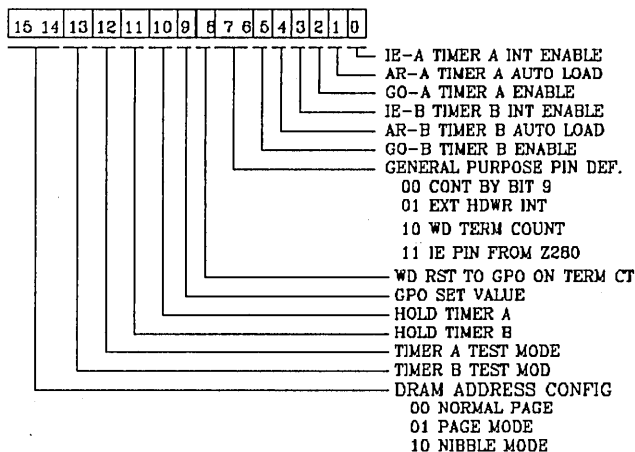 15 14 13 12 11 10 9 8 7 6 5 4 3 2 1 0
IE-A TIMER A INT ENABLE
AR-A TIMER A AUTO LOAD
GO-A TIMER A ENABLE
IE-B TIMER B INT ENABLE
AR-B TIMER B AUTO LOAD
GO-B TIMER B ENABLE
GENERAL PURPOSE PIN DEF.
00 CONT BY BIT 9
01 EXT HDWR INT
10 WD TERM COUNT
11 IE PIN FROM Z280
WD RST TO GPO ON TERM CT
GPO SET VALUE
HOLD TIMER A
HOLD TIMER B
TIMER A TEST MODE
TIMER B TEST MOD
DRAM ADDRESS CONFIG
00 NORMAL PAGE
01 PAGE MODE
10 NIBBLE MODE